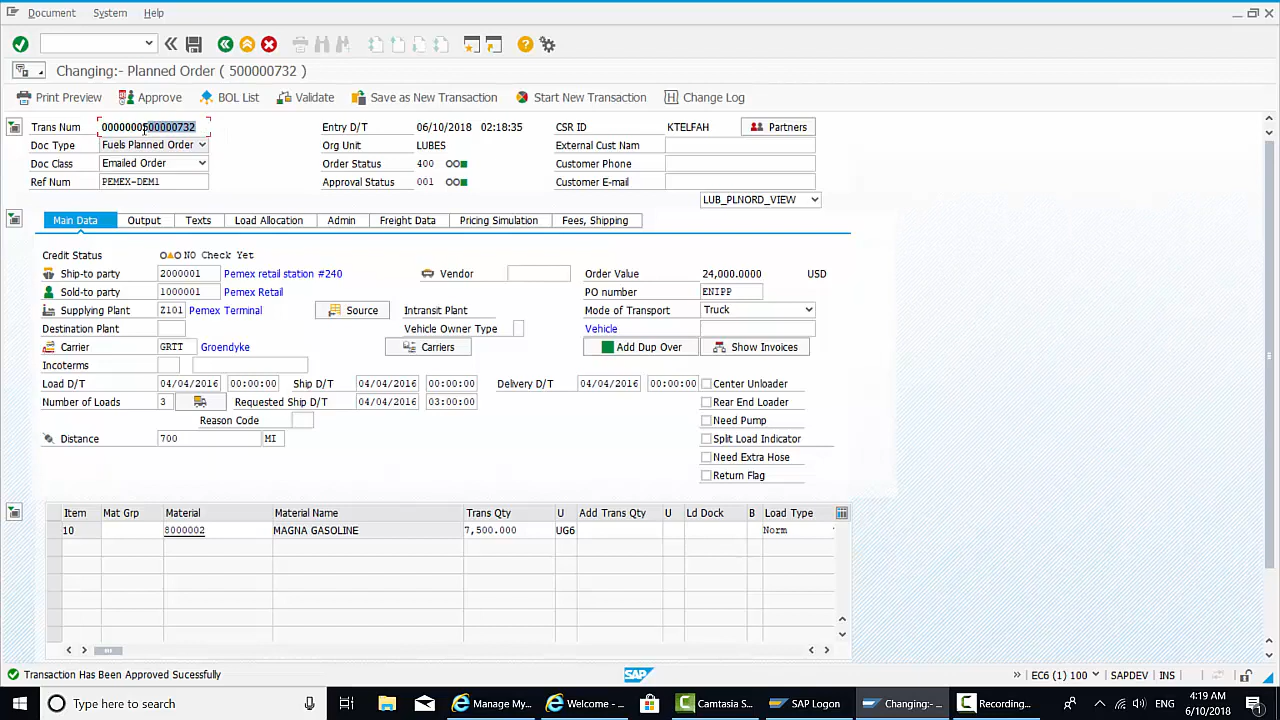 Document System Help
Changing:- Planned Order ( 500000732 )
Print Preview Approve BOL List Validate Save as New Transaction Start New Transaction Change Log
Trans Num 0000000500000732 Entry D/T 06/10/2018 02:18:35 CSR ID KTELFAH Partners
Doc Type Fuels Planned Order Org Unit LUBES External Cust Nam
Doc Class Emailed Order Order Status 400 Customer Phone
Ref Num PEMEX-DEM1 Approval Status 001 Customer E-mail
LUB_PLNORD_VIEW
Main Data Output Texts Load Allocation Admin Freight Data Pricing Simulation Fees, Shipping
Credit Status NO Check Yet
Ship-to party 2000001 Pemex retail station #240 Vendor Order Value 24,000.0000 USD
Sold-to party 1000001 Pemex Retail PO number ENIPP
Supplying Plant Z101 Pemex Terminal Source Intransit Plant Mode of Transport Truck
Destination Plant Vehicle Owner Type Vehicle
Carrier GRTT Groendyke Carriers Add Dup Over Show Invoices
Incoterms
Load D/T 04/04/2016 00:00:00 Ship D/T 04/04/2016 00:00:00 Delivery D/T 04/04/2016 00:00:00 Center Unloader
Number of Loads 3 Requested Ship D/T 04/04/2016 03:00:00 Rear End Loader
Reason Code Need Pump
Distance 700 MI Split Load Indicator
Need Extra Hose
Return Flag
Item Mat Grp Material Material Name Trans Qty U Add Trans Qty U Ld Dock B Load Type
10 8000002 MAGNA GASOLINE 7,500.000 UG6 Norm
Transaction Has Been Approved Sucessfully SAP EC6 (1) 100 SAPDEV INS
Type here to search Manage My... Welcome -... Camtasia S... SAP Logon Changing:-... Recording... ENG 4:19 AM
6/10/2018